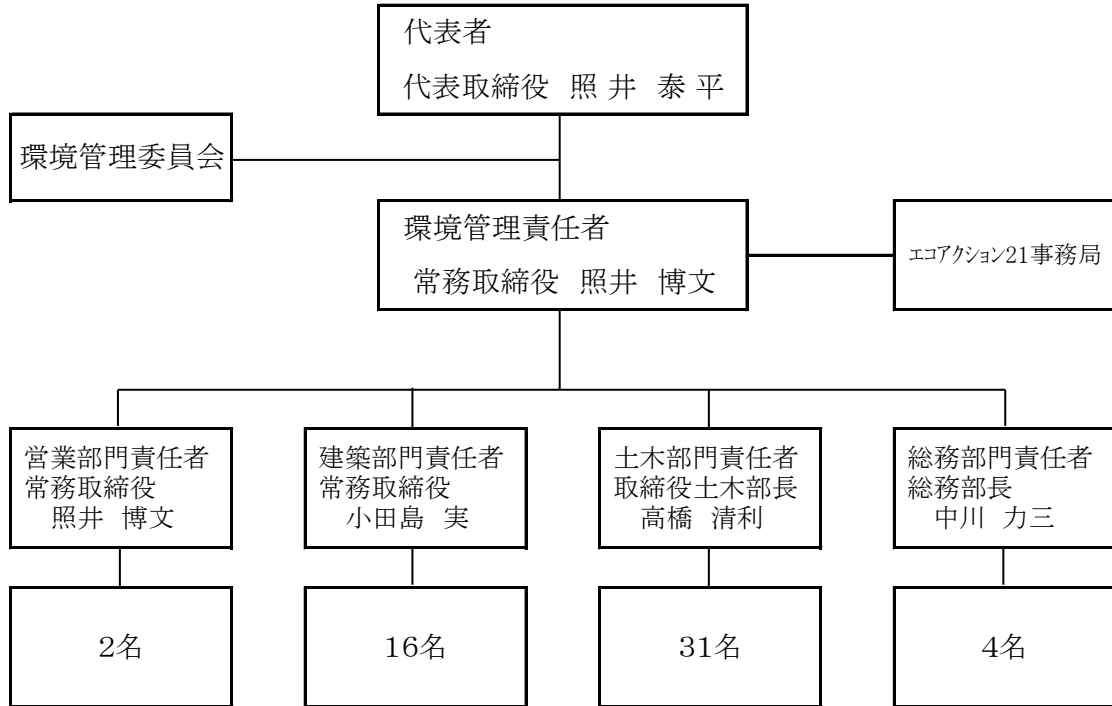 代表者
代表取締役 照 井 泰 平
環境管理委員会
環境管理責任者
常務取締役 照井 博文
エコアクション21事務局
営業部門責任者
常務取締役
照井 博文
建築部門責任者
常務取締役
小田島 実
土木部門責任者
取締役土木部長
高橋 清利
総務部門責任者
総務部長
中川 力三
2名
16名
31名
4名